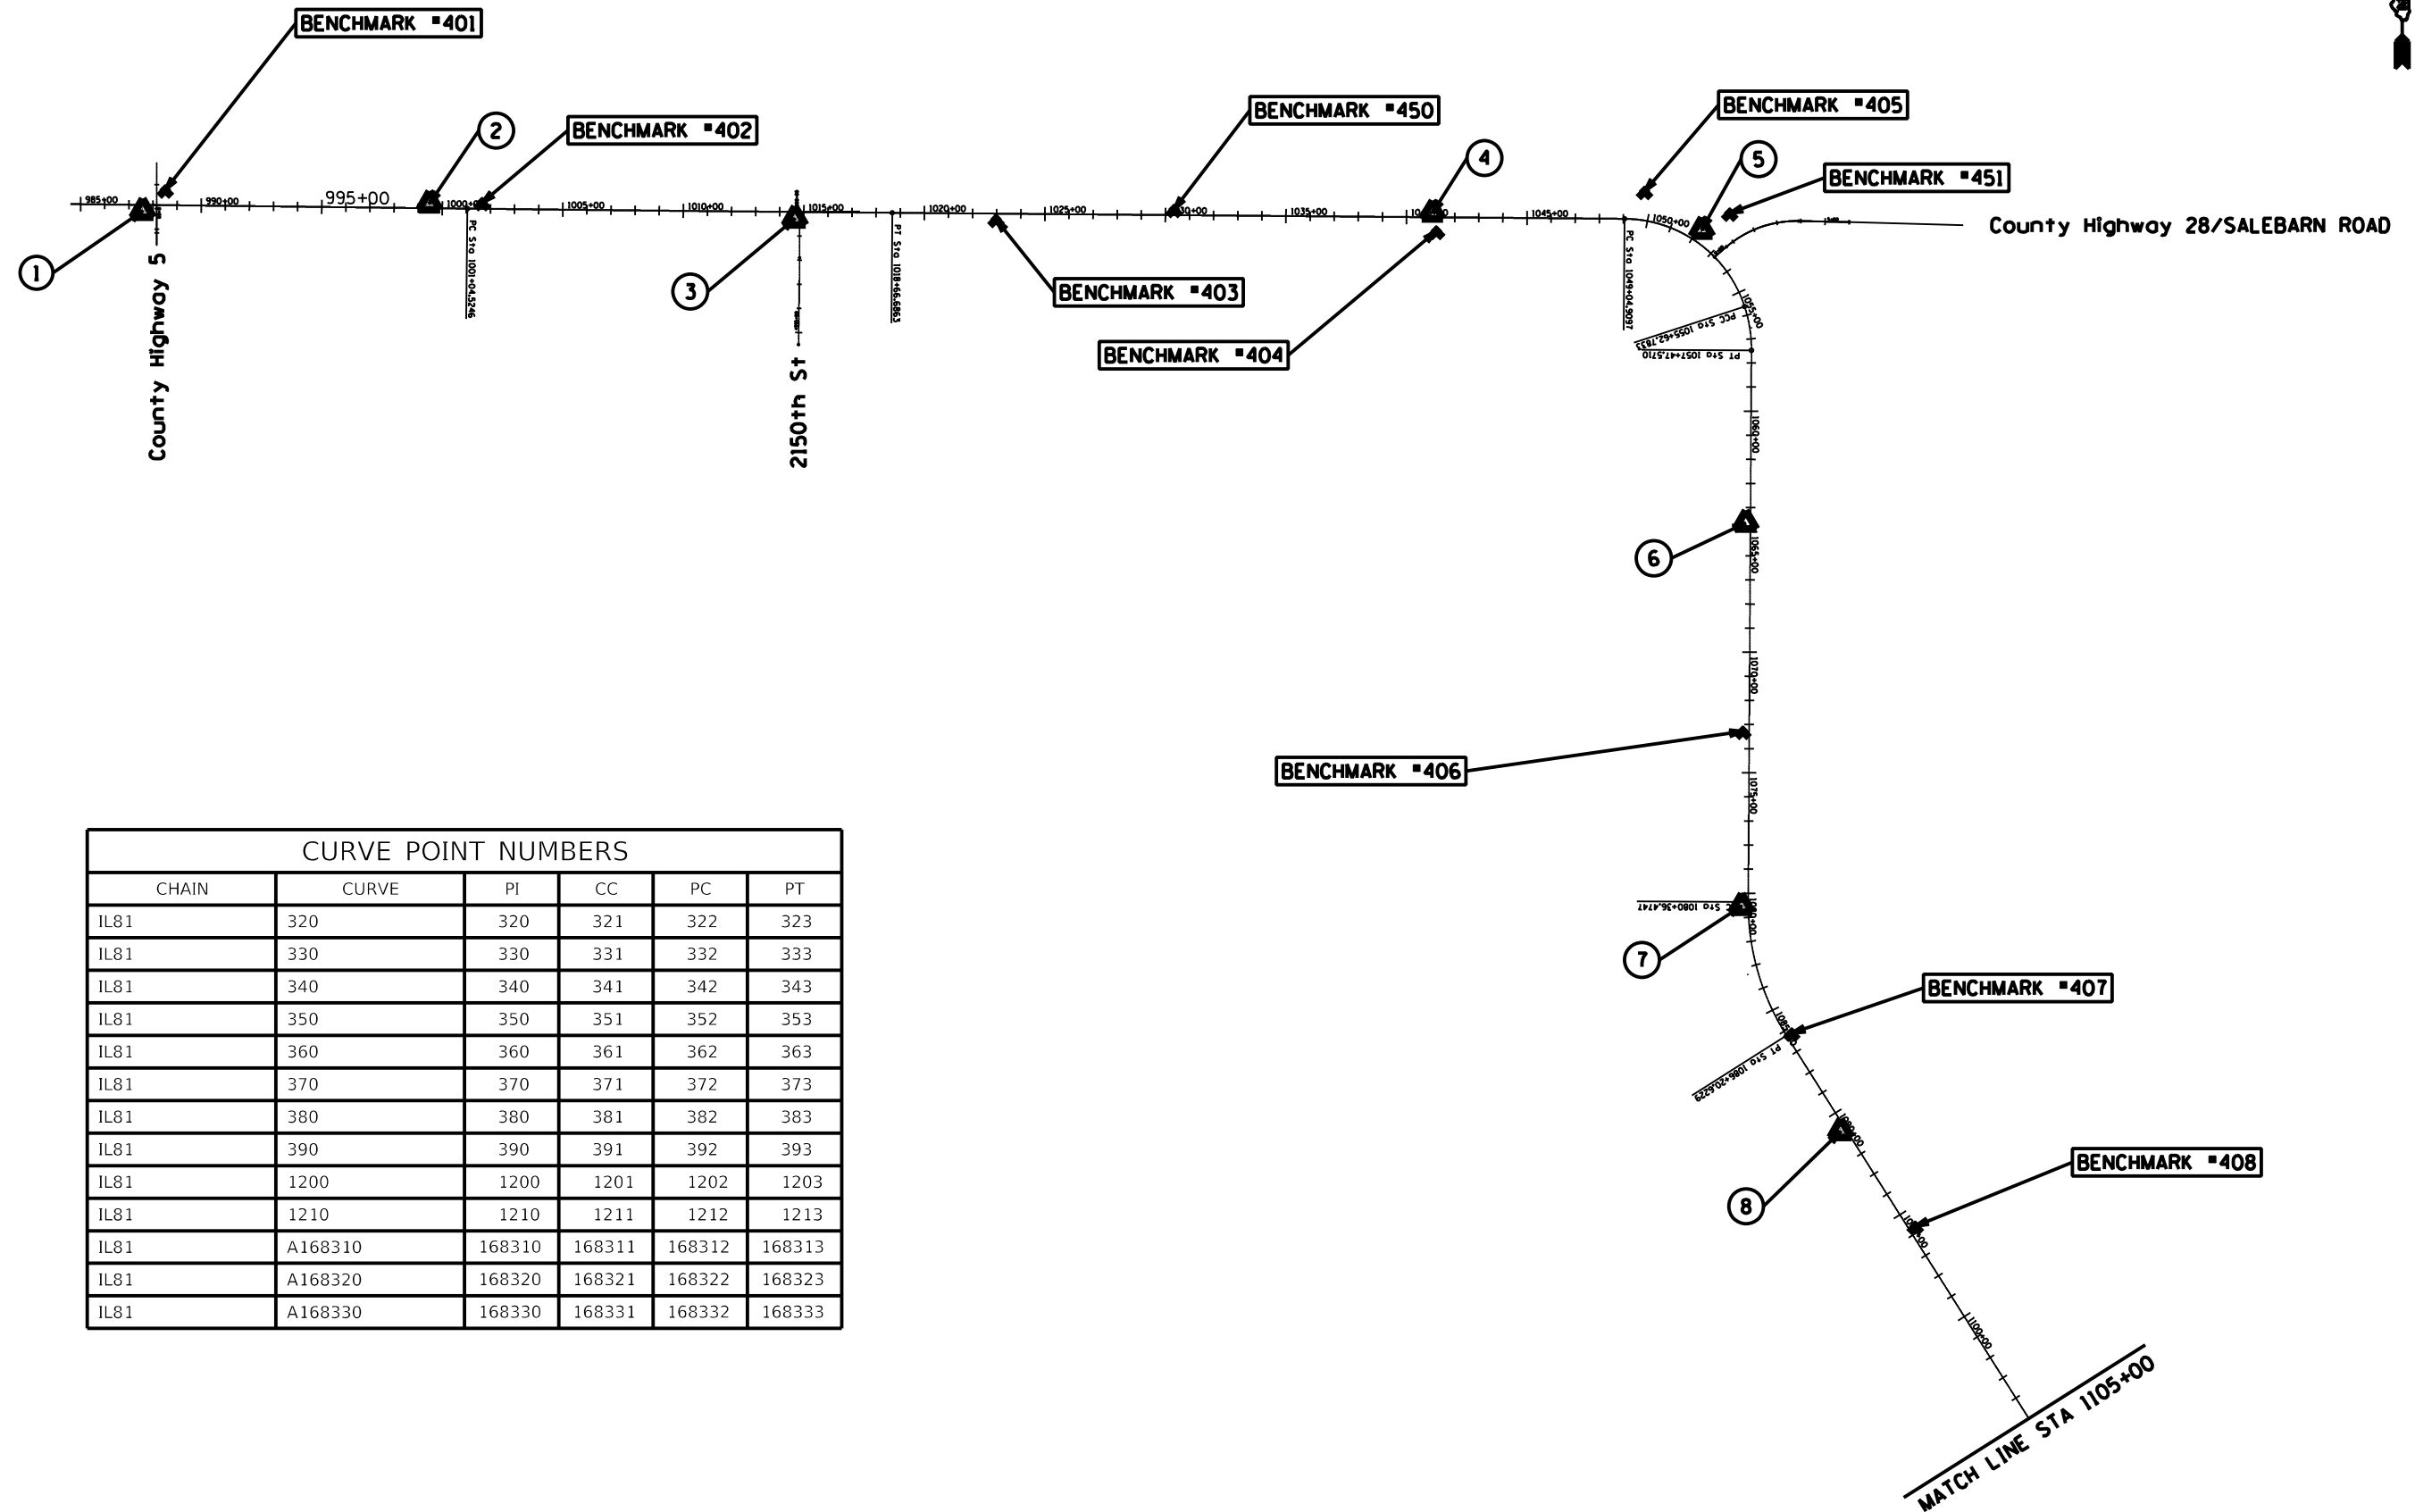 BENCHMARK #401
BENCHMARK #402
BENCHMARK #450
BENCHMARK #405
BENCHMARK #451
2
4
5
985+00
990+00
995+00
1005+00
1010+00
1015+00
1020+00
1025+00
1035+00
1045+00
1050+00
County Highway 28/SALEBARN ROAD
1
County Highway 5
PC Sta 1001+04.5246
3
2150th St
PT Sta 1018+66.6863
BENCHMARK #403
BENCHMARK #404
PC Sta 1049+04.9097
1055+00
PCC Sta 1055+62.7833
PT Sta 1057+47.5710
1060+00
6
1065+00
1070+00
BENCHMARK #406
1075+00
Sta 1080+36.4747
7
BENCHMARK #407
PT Sta 1086+20.6229
8
BENCHMARK #408
1100+00
MATCH LINE STA 1105+00
CURVE POINT NUMBERS
CHAIN CURVE PI CC PC PT
IL81 320 320 321 322 323
IL81 330 330 331 332 333
IL81 340 340 341 342 343
IL81 350 350 351 352 353
IL81 360 360 361 362 363
IL81 370 370 371 372 373
IL81 380 380 381 382 383
IL81 390 390 391 392 393
IL81 1200 1200 1201 1202 1203
IL81 1210 1210 1211 1212 1213
IL81 A168310 168310 168311 168312 168313
IL81 A168320 168320 168321 168322 168323
IL81 A168330 168330 168331 168332 168333